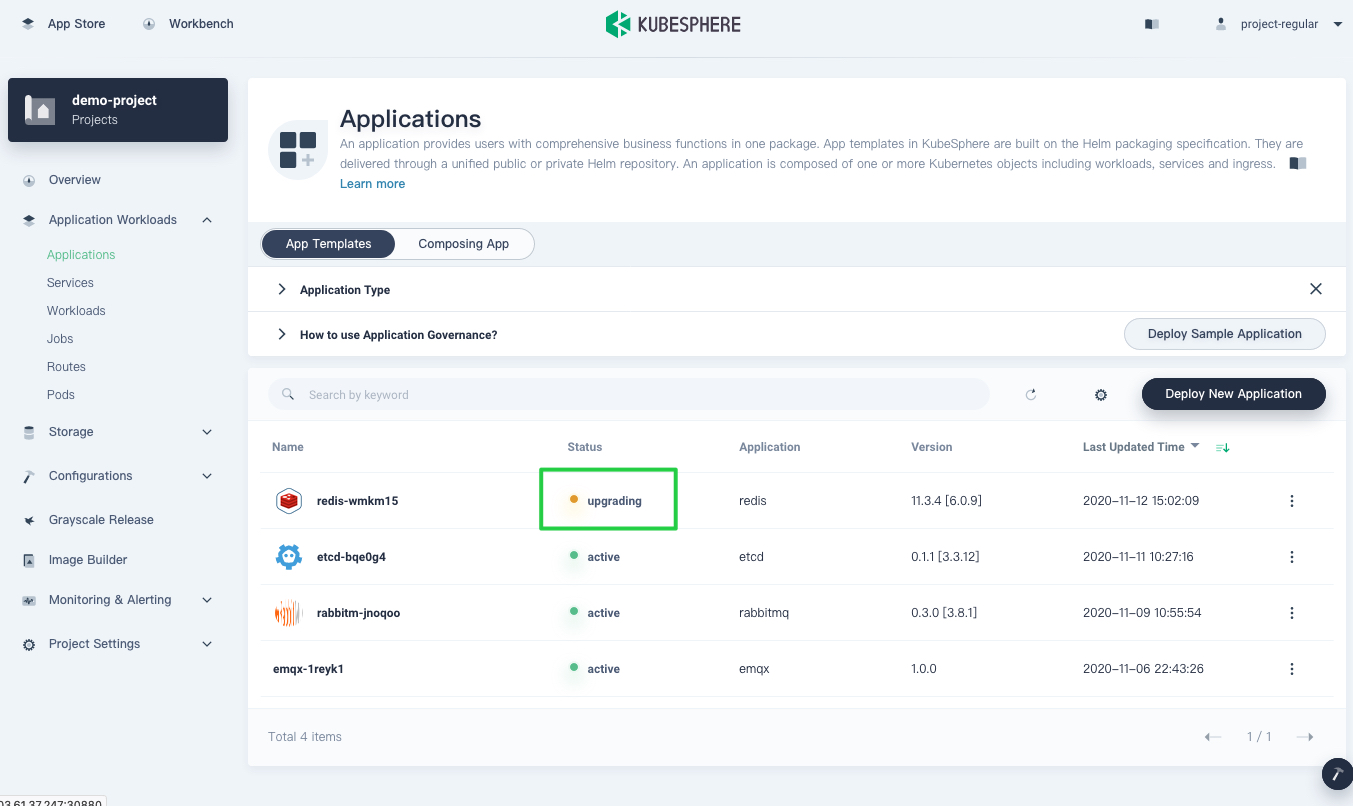 App Store
Workbench
KUBESPHERE
project-regular
demo-project
Projects
Overview
Application Workloads
Applications
Services
Workloads
Jobs
Routes
Pods
Storage
Configurations
Grayscale Release
Image Builder
Monitoring & Alerting
Project Settings
Applications
An application provides users with comprehensive business functions in one package. App templates in KubeSphere are built on the Helm packaging specification. They are
delivered through a unified public or private Helm repository. An application is composed of one or more Kubernetes objects including workloads, services and ingress.
Learn more
App Templates Composing App
Application Type
How to use Application Governance? Deploy Sample Application
Search by keyword Deploy New Application
Name Status Application Version Last Updated Time
redis-wmkm15 upgrading redis 11.3.4 [6.0.9] 2020-11-12 15:02:09
etcd-bqe0g4 active etcd 0.1.1 [3.3.12] 2020-11-11 10:27:16
rabbitm-jnoqoo active rabbitmq 0.3.0 [3.8.1] 2020-11-09 10:55:54
emqx-1reyk1 active emqx 1.0.0 2020-11-06 22:43:26
Total 4 items 1 / 1